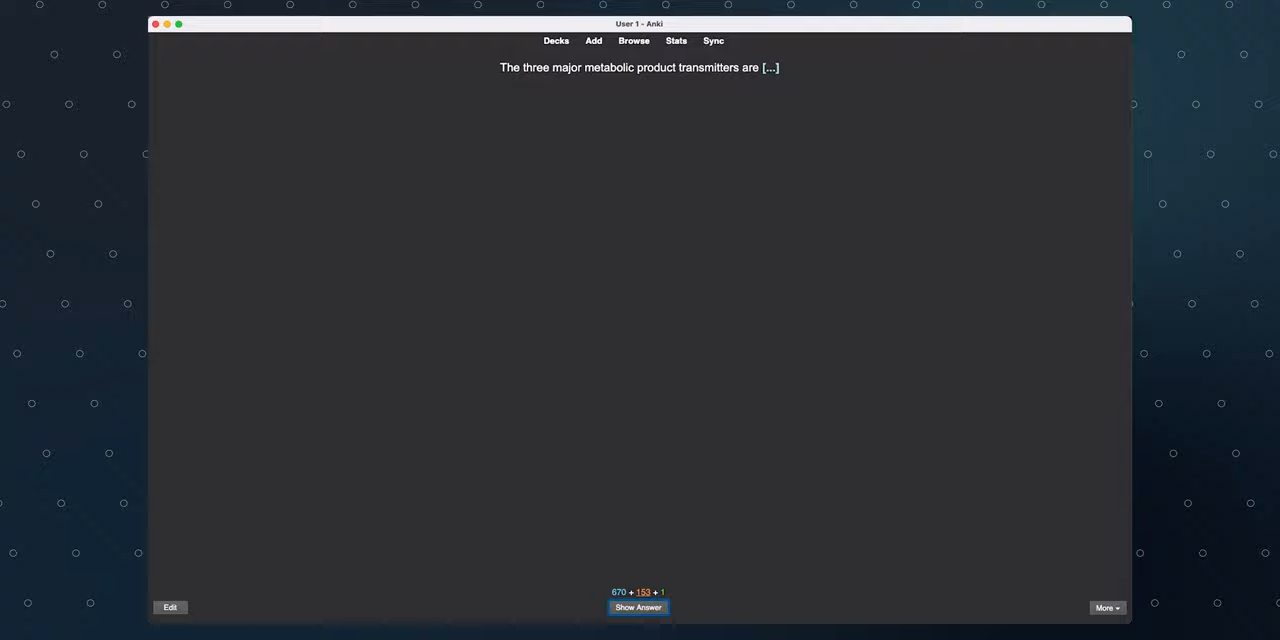 User 1 - Anki
Decks Add Browse Stats Sync
The three major metabolic product transmitters are [...]
670 + 153 + 1
Edit Show Answer More